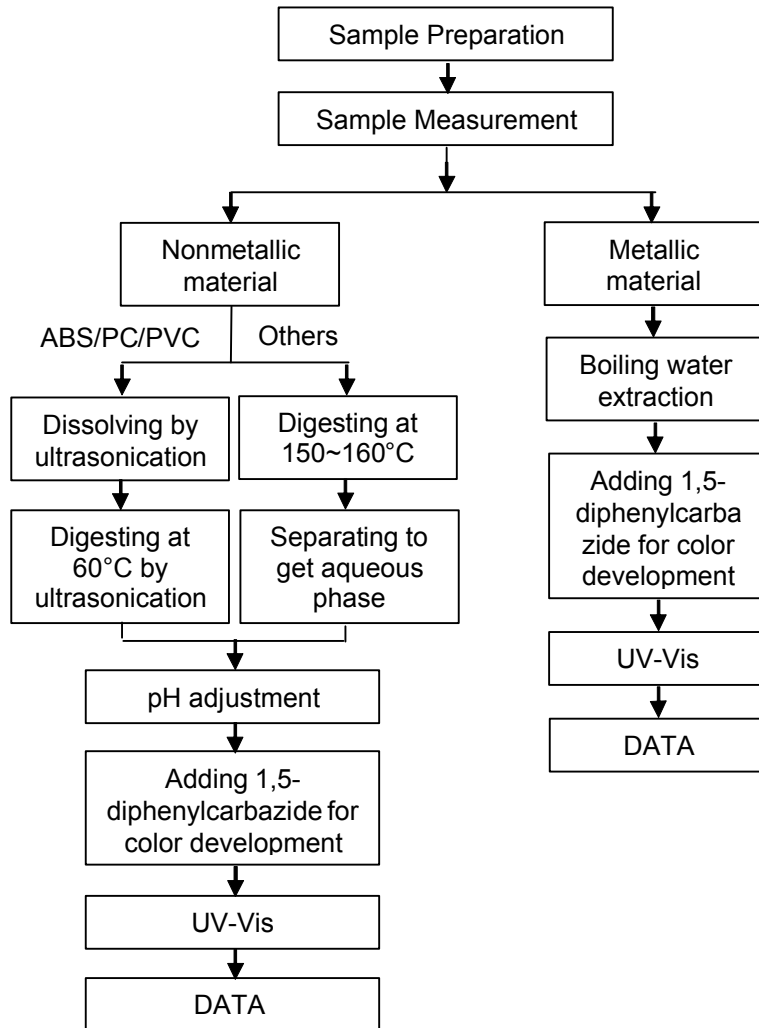 Sample Preparation
Sample Measurement
Nonmetallic
material
ABS/PC/PVC
Others
Dissolving by
ultrasonication
Digesting at
60°C by
ultrasonication
Digesting at
150~160°C
Separating to
get aqueous
phase
pH adjustment
Adding 1,5-
diphenylcarbazide for
color development
UV-Vis
DATA
Metallic
material
Boiling water
extraction
Adding 1,5-
diphenylcarba
zide for color
development
UV-Vis
DATA